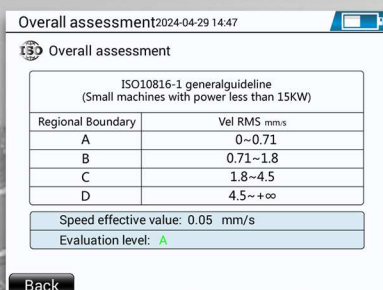 Overall assessment2024-04-29 14:47
ISO Overall assessment
ISO10816-1 generalguideline
(Small machines with power less than 15KW)
Regional Boundary Vel RMS mm/s
A 0~0.71
B 0.71~1.8
C 1.8~4.5
D 4.5~+∞
Speed effective value: 0.05 mm/s
Evaluation level: A
Back